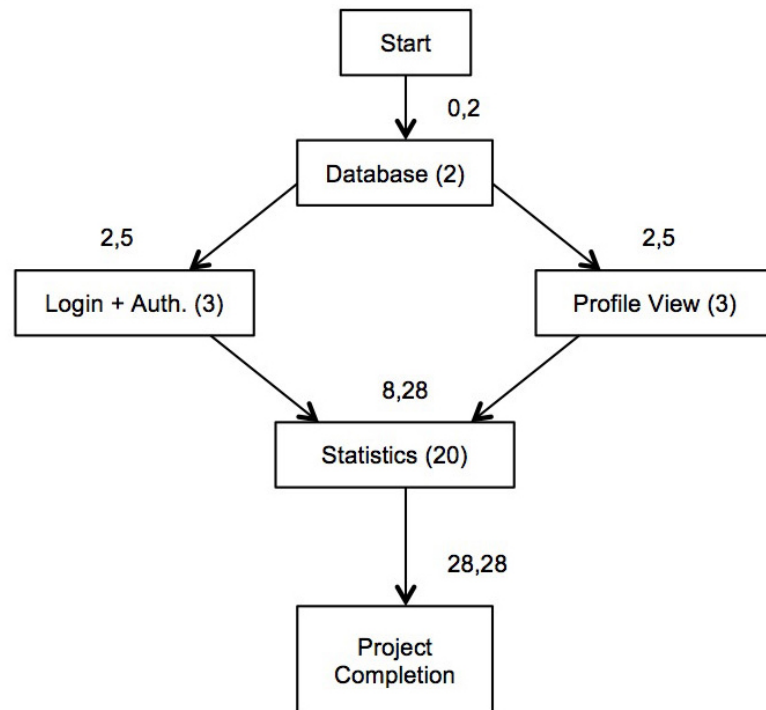 Start
0,2
Database (2)
2,5
2,5
Login + Auth. (3)
Profile View (3)
8,28
Statistics (20)
28,28
Project
Completion